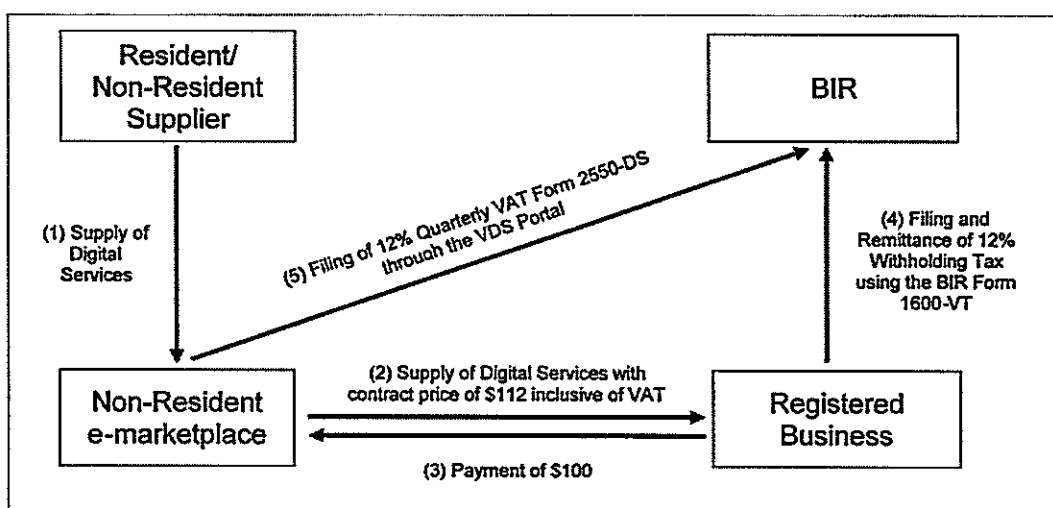 Resident/
Non-Resident
Supplier
BIR
(1) Supply of
Digital
Services
(5) Filing of 12% Quarterly VAT Form 2550-DS
through the VDS Portal
(4) Filing and
Remittance of 12%
Withholding Tax
using the BIR Form
1600-VT
Non-Resident
e-marketplace
(2) Supply of Digital Services with
contract price of $112 inclusive of VAT
(3) Payment of $100
Registered
Business